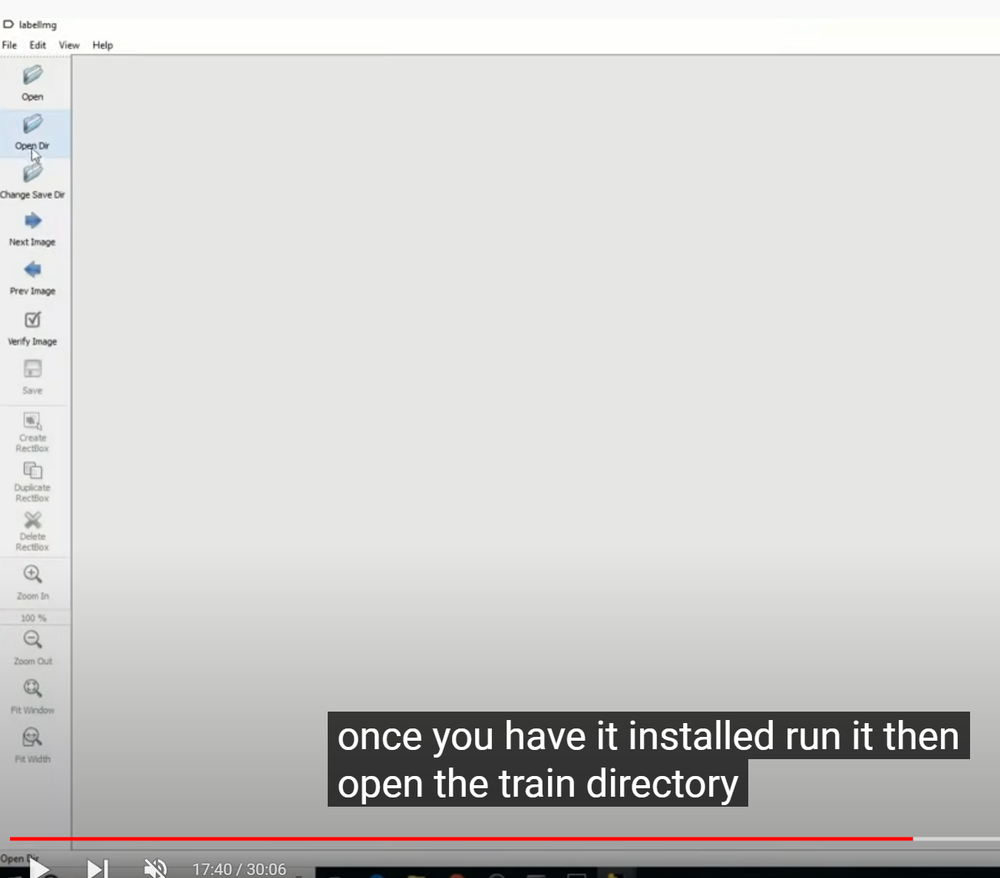 labelImg
File Edit View Help
Open
Open Dir
Change Save Dir
Next Image
Prev Image
Verify Image
Save
Create
RectBox
Duplicate
RectBox
Delete
RectBox
Zoom In
100 %
Zoom Out
Fit Window
Fit Width
once you have it installed run it then
open the train directory
Open Dir
17:40 / 30:06